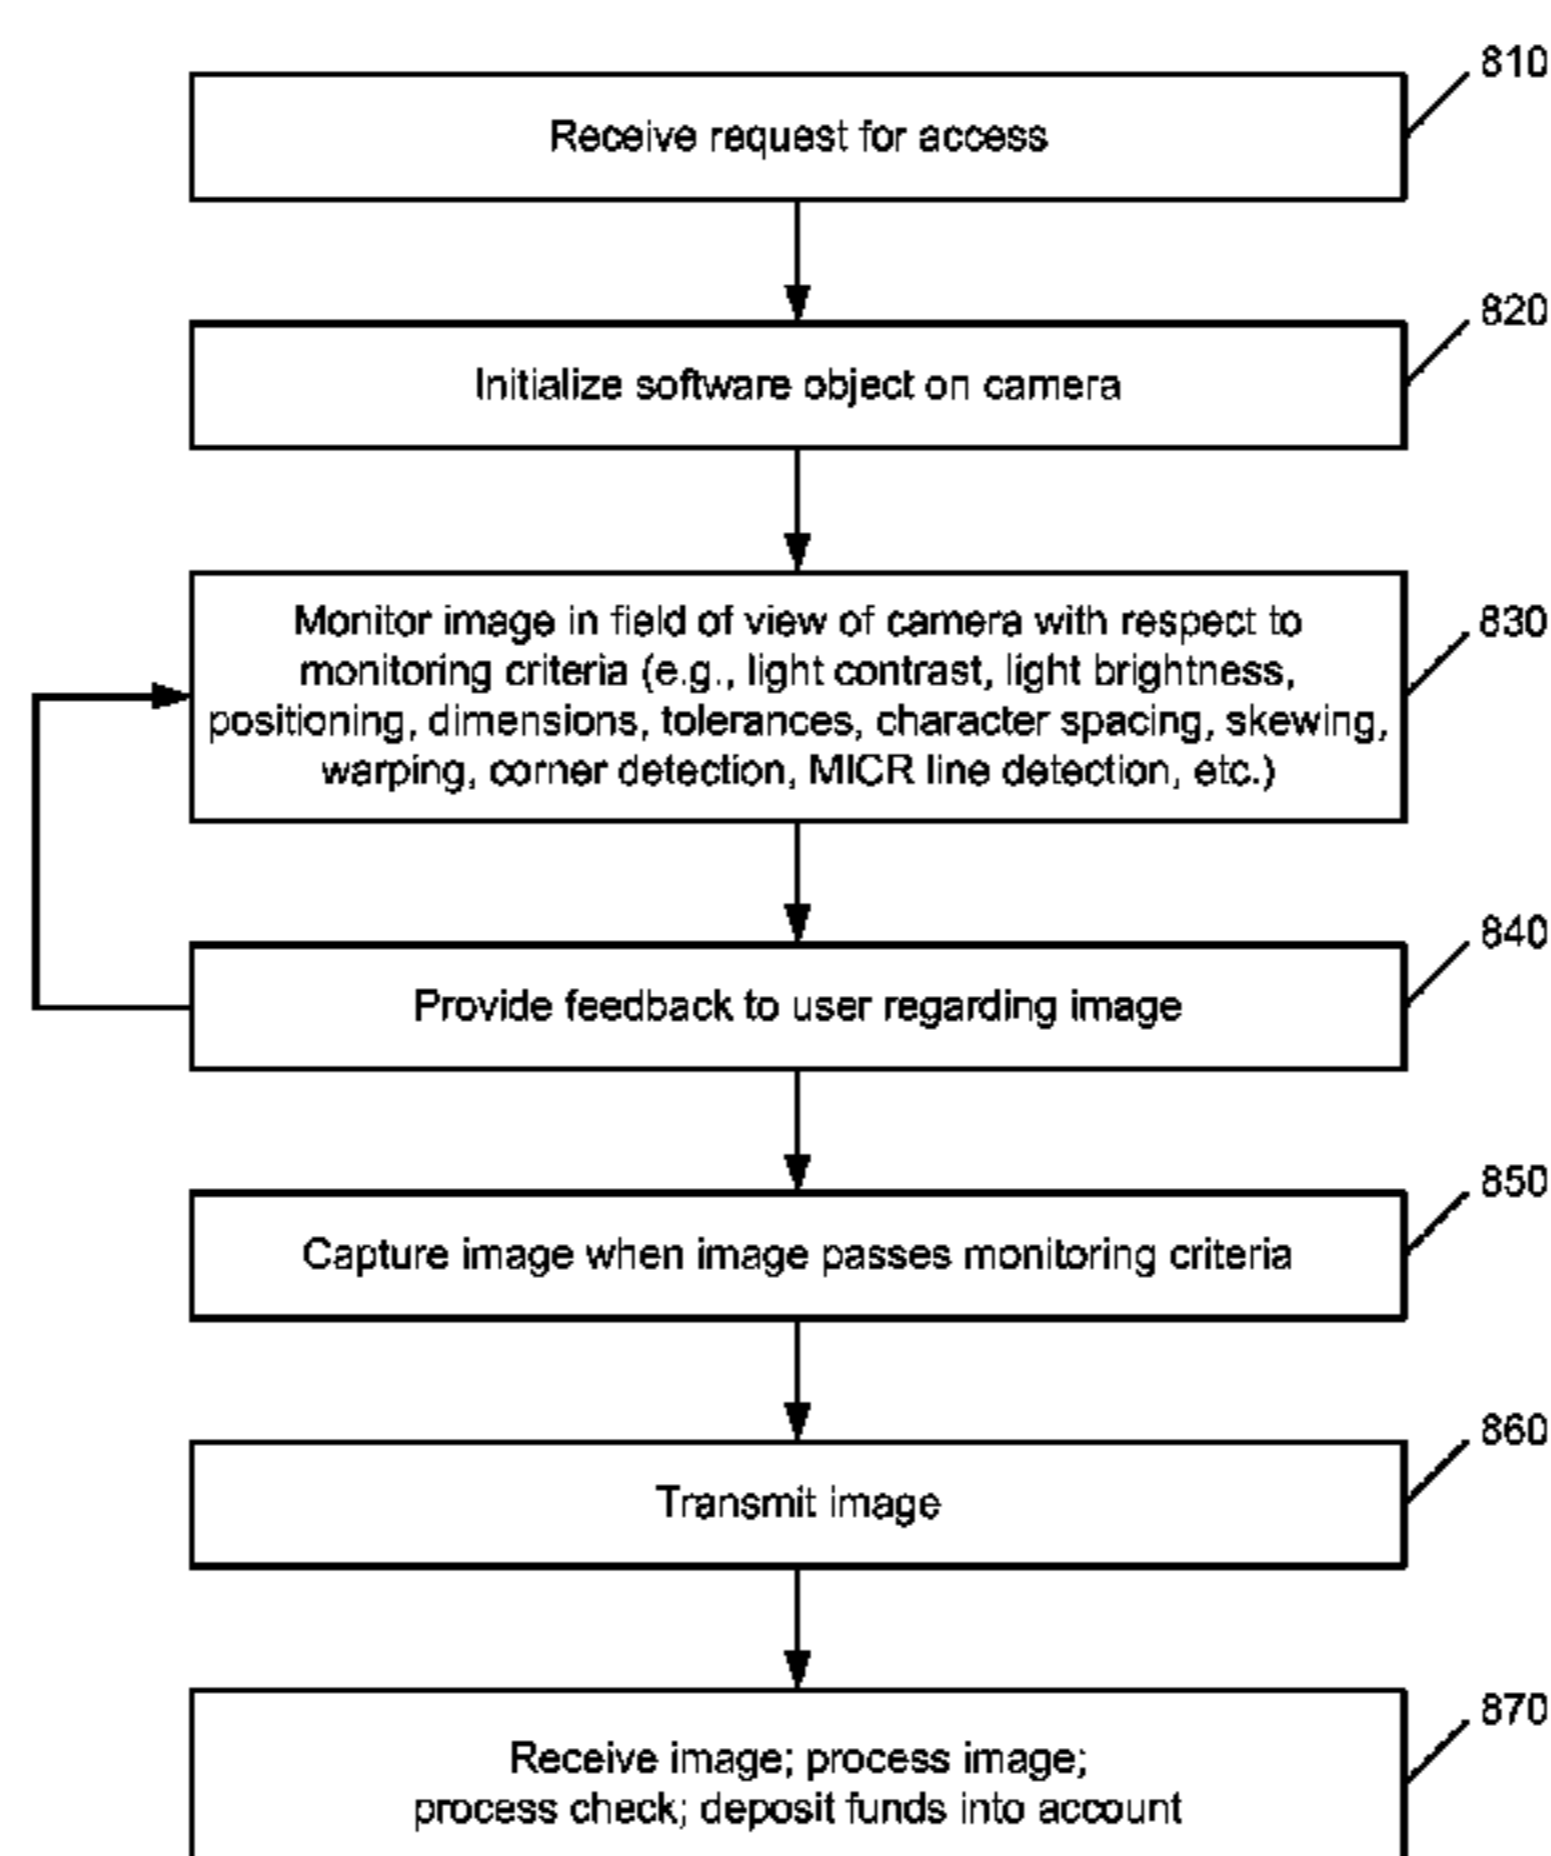 810
Receive request for access
820
Initialize software object on camera
830
Monitor image in field of view of camera with respect to
monitoring criteria (e.g., light contrast, light brightness,
positioning, dimensions, tolerances, character spacing, skewing,
warping, corner detection, MICR line detection, etc.)
840
Provide feedback to user regarding image
850
Capture image when image passes monitoring criteria
860
Transmit image
870
Receive image; process image;
process check; deposit funds into account